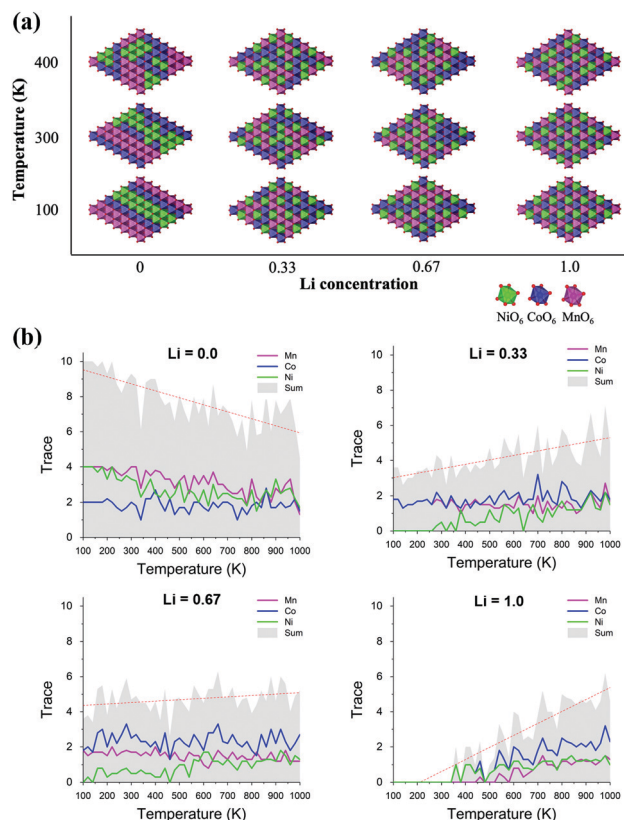 (a)
Temperature (K)
400
300
100
0 0.33 0.67 1.0
Li concentration
NiO6 CoO6 MnO6
(b)
Li = 0.0
Mn
Co
Ni
Sum
Trace
10
8
6
4
2
0
100 200 300 400 500 600 700 800 900 1000
Temperature (K)
Li = 0.33
Mn
Co
Ni
Sum
Trace
10
8
6
4
2
0
100 200 300 400 500 600 700 800 900 1000
Temperature (K)
Li = 0.67
Mn
Co
Ni
Sum
Trace
10
8
6
4
2
0
100 200 300 400 500 600 700 800 900 1000
Temperature (K)
Li = 1.0
Mn
Co
Ni
Sum
Trace
10
8
6
4
2
0
100 200 300 400 500 600 700 800 900 1000
Temperature (K)